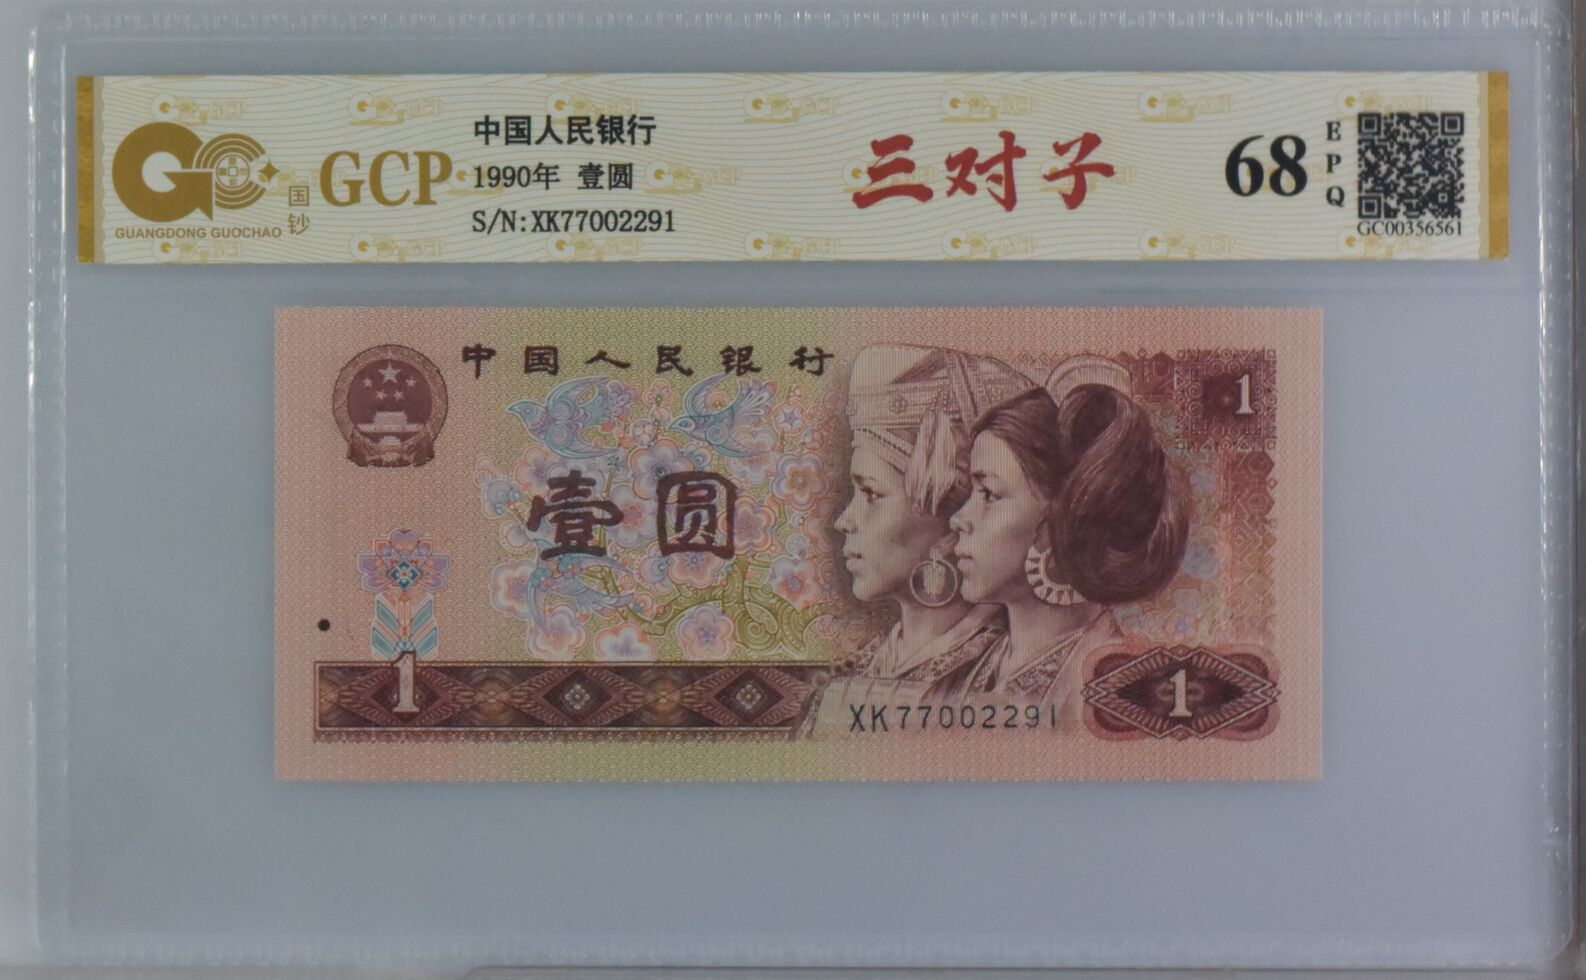 GUANGDONG GUOCHAO
国钞
GCP
中国人民银行
1990年 壹圆
S/N:XK77002291
三对子
68
EPQ
GC00356561
中国人民银行
1
壹圆
1
XK77002291
1